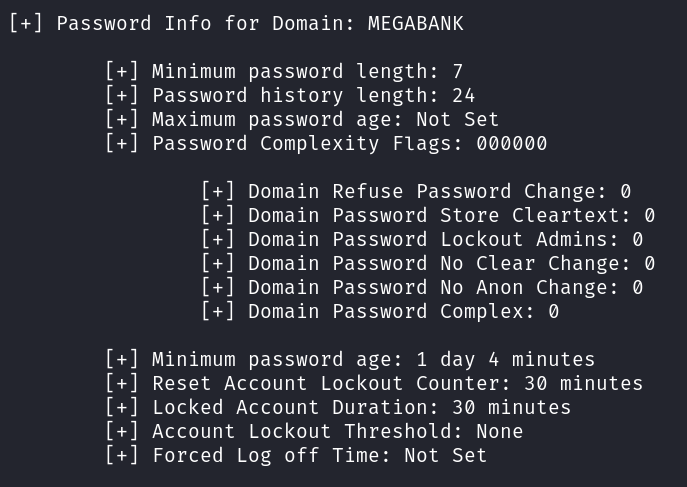 [+] Password Info for Domain: MEGABANK
[+] Minimum password length: 7
[+] Password history length: 24
[+] Maximum password age: Not Set
[+] Password Complexity Flags: 000000
[+] Domain Refuse Password Change: 0
[+] Domain Password Store Cleartext: 0
[+] Domain Password Lockout Admins: 0
[+] Domain Password No Clear Change: 0
[+] Domain Password No Anon Change: 0
[+] Domain Password Complex: 0
[+] Minimum password age: 1 day 4 minutes
[+] Reset Account Lockout Counter: 30 minutes
[+] Locked Account Duration: 30 minutes
[+] Account Lockout Threshold: None
[+] Forced Log off Time: Not Set